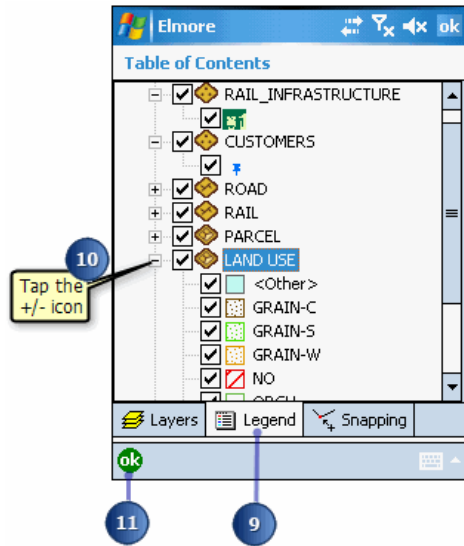 Elmore
ok
Table of Contents
RAIL_INFRASTRUCTURE
CUSTOMERS
ROAD
RAIL
PARCEL
10
LAND USE
Tap the
+/- icon
<Other>
GRAIN-C
GRAIN-S
GRAIN-W
NO
Layers
Legend
Snapping
ok
11
9